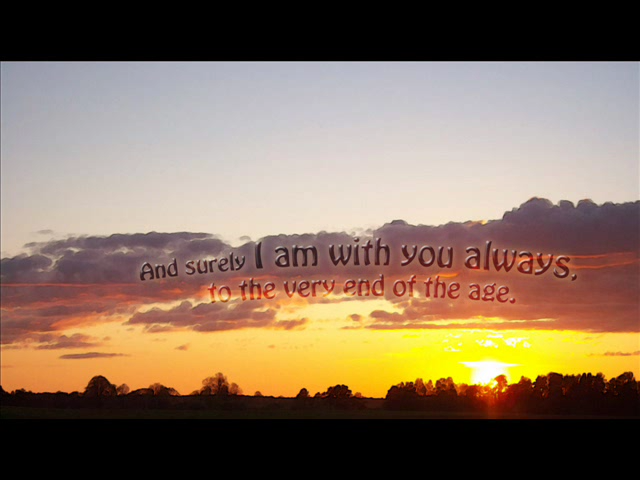 And surely I am with you always,
to the very end of the age.